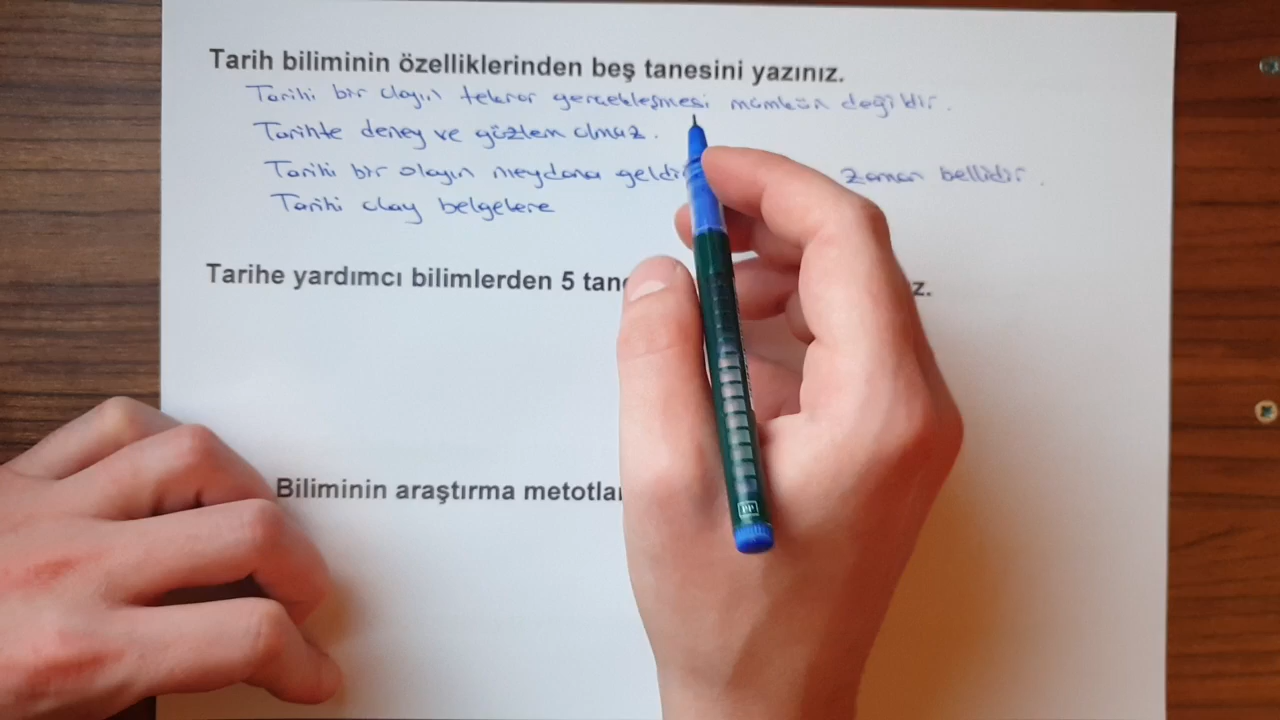 Tarih biliminin özelliklerinden beş tanesini yazınız.
Tarihi bir olayın tekrar gerçekleşmesi mümkün değildir.
Tarihte deney ve gözlem olmaz.
Tarihi bir olayın meydana geldi zaman bellidir.
Tarihi olay belgelere
Tarihe yardımcı bilimlerden 5 tan z.
Biliminin araştırma metotla